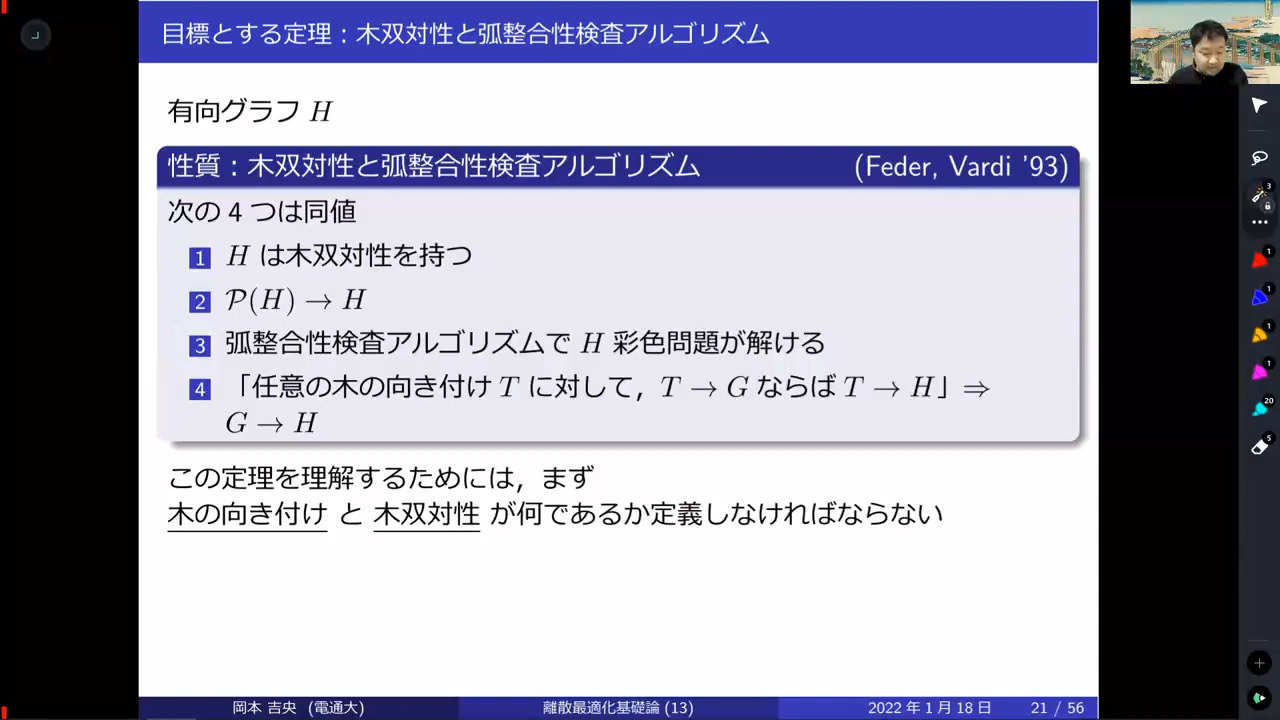 目標とする定理：木双対性と弧整合性検査アルゴリズム
有向グラフ H
性質：木双対性と弧整合性検査アルゴリズム (Feder, Vardi '93)
次の 4 つは同値
1 H は木双対性を持つ
2 P(H) → H
3 弧整合性検査アルゴリズムで H 彩色問題が解ける
4 「任意の木の向き付け T に対して，T → G ならば T → H」⇒
G → H
この定理を理解するためには，まず
木の向き付け と 木双対性 が何であるか定義しなければならない
岡本 吉央 (電通大) 離散最適化基礎論 (13) 2022 年 1 月 18 日 21 / 56
3
1
1
1
1
20
5